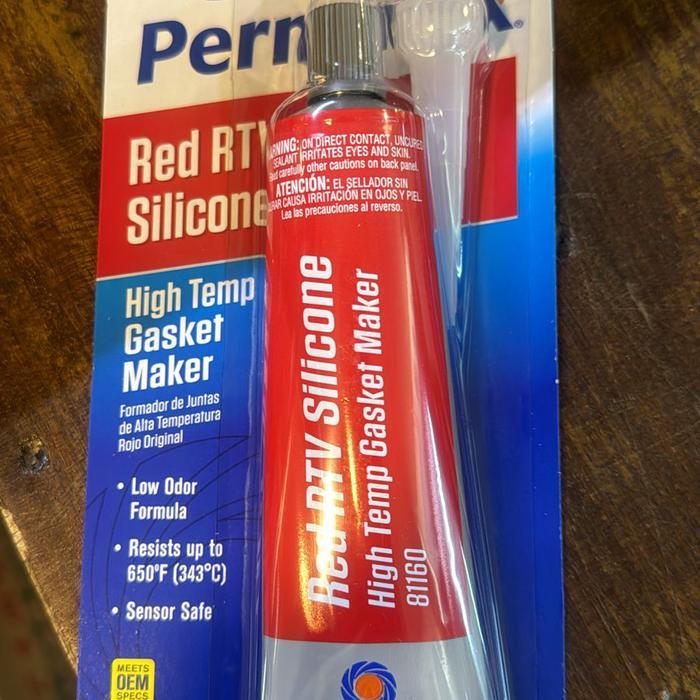 Red RTV
Silicone
High Temp
Gasket
Maker
Formador de Juntas
de Alta Temperatura
Rojo Original
• Low Odor
Formula
• Resists up to
650°F (343°C)
• Sensor Safe
MEETS
OEM
SPECS
WARNING: ON DIRECT CONTACT, UNCURED
SEALANT IRRITATES EYES AND SKIN.
Read carefully other cautions on back panel.
ATENCIÓN: EL SELLADOR SIN
CURAR CAUSA IRRITACIÓN EN OJOS Y PIEL.
Lea las precauciones al reverso.
Red RTV Silicone
High Temp Gasket Maker
81160